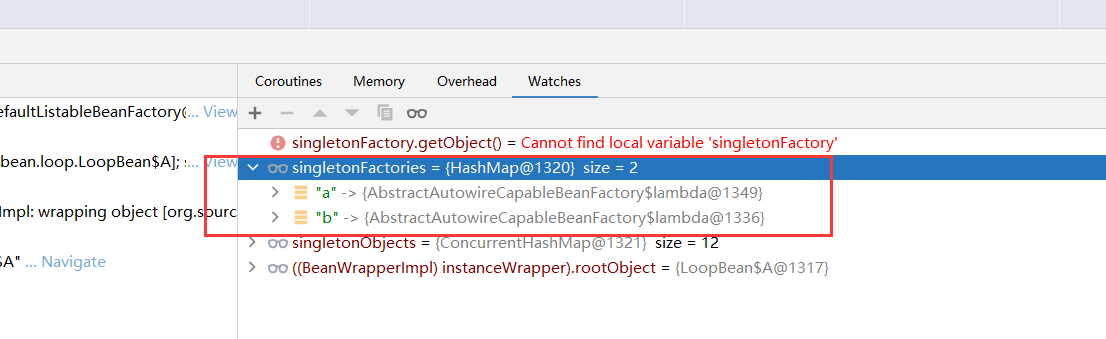 Coroutines Memory Overhead Watches
efaultListableBeanFactory(... View
singletonFactory.getObject() = Cannot find local variable 'singletonFactory'
bean.loop.LoopBean$A]; s... View
singletonFactories = {HashMap@1320} size = 2
"a" -> {AbstractAutowireCapableBeanFactory$lambda@1349}
Impl: wrapping object [org.sourc
"b" -> {AbstractAutowireCapableBeanFactory$lambda@1336}
singletonObjects = {ConcurrentHashMap@1321} size = 12
$A" ... Navigate
((BeanWrapperImpl) instanceWrapper).rootObject = {LoopBean$A@1317}